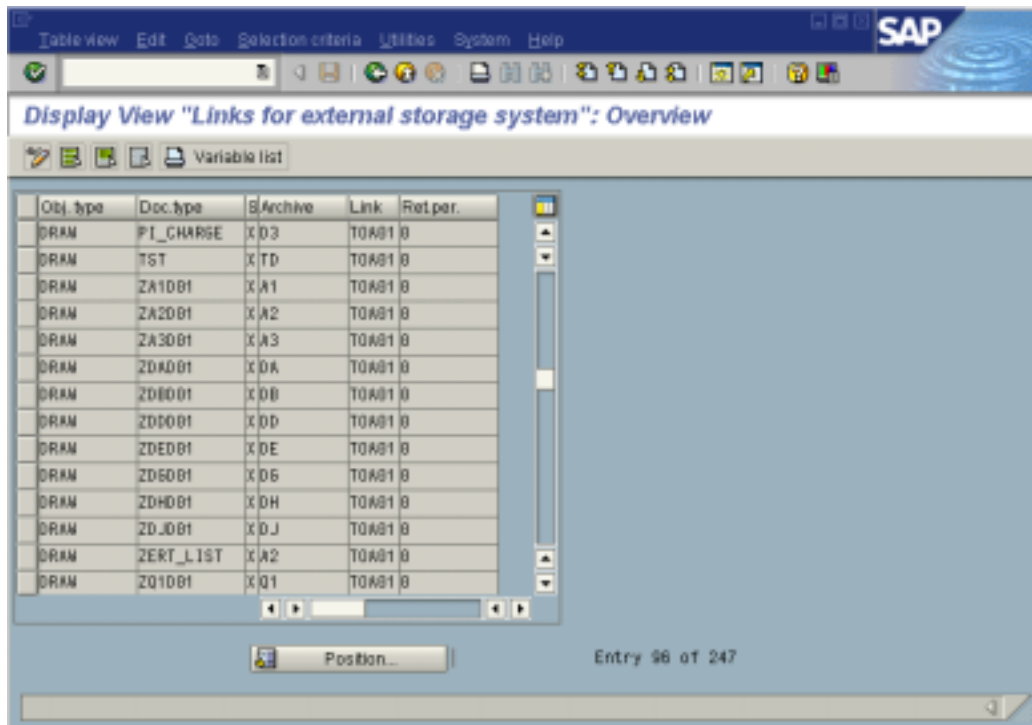 Table view Edit Goto Selection criteria Utilities System Help
SAP
Display View "Links for external storage system": Overview
Variable list
Obj. type Doc.type S Archive Link Ret.per.
DRAW PI_CHARGE X D3 TOA01 0
DRAW TST X TD TOA01 0
DRAW ZA1D01 X A1 TOA01 0
DRAW ZA2D01 X A2 TOA01 0
DRAW ZA3D01 X A3 TOA01 0
DRAW ZDAD01 X DA TOA01 0
DRAW ZDBD01 X DB TOA01 0
DRAW ZDDD01 X DD TOA01 0
DRAW ZDED01 X DE TOA01 0
DRAW ZDGD01 X DG TOA01 0
DRAW ZDHD01 X DH TOA01 0
DRAW ZDJD01 X DJ TOA01 0
DRAW ZERT_LIST X A2 TOA01 0
DRAW ZQ1D01 X Q1 TOA01 0
Position...
Entry 96 of 247